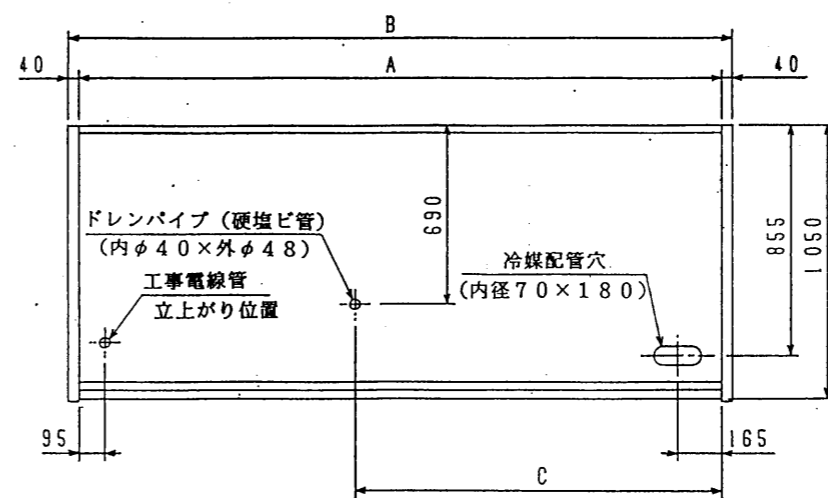 B
40
A
40
ドレンパイプ（硬塩ビ管）
（内φ４０×外φ４８）
690
855
1050
冷媒配管穴
（内径７０×１８０）
工事電線管
立上がり位置
95
165
C